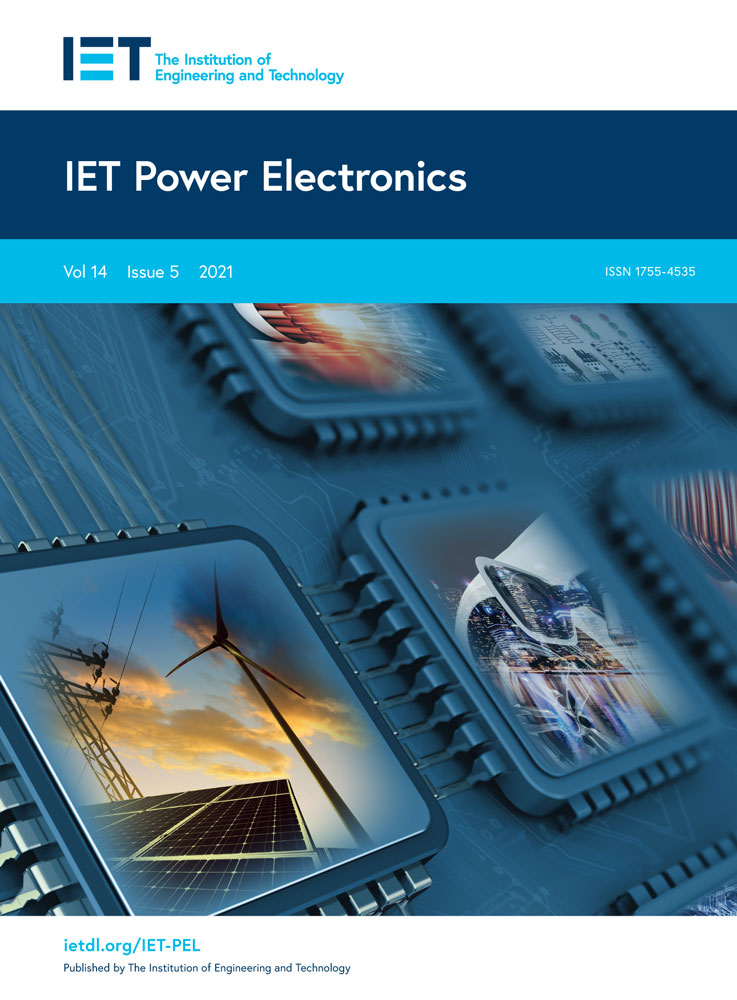 IET The Institution of
Engineering and Technology
IET Power Electronics
Vol 14 Issue 5 2021
ISSN 1755-4535
ietdl.org/IET-PEL
Published by The Institution of Engineering and Technology